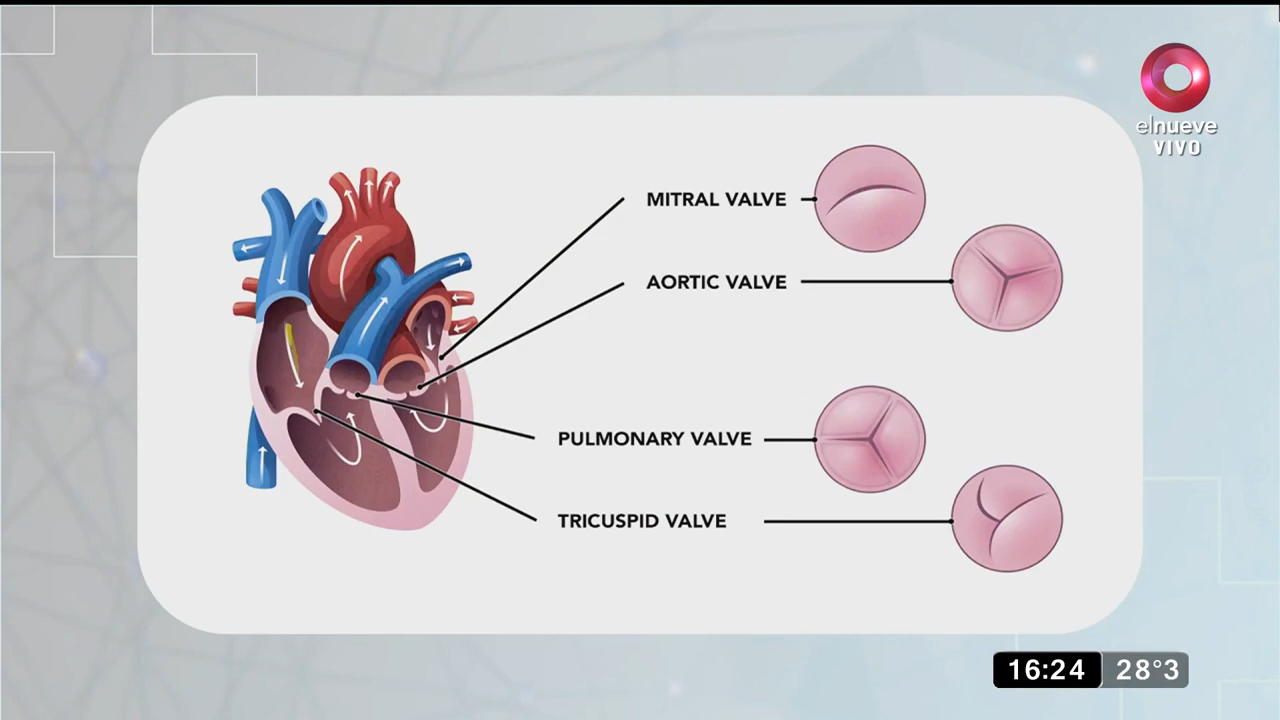 elnueve
VIVO
MITRAL VALVE
AORTIC VALVE
PULMONARY VALVE
TRICUSPID VALVE
16:24 28°3